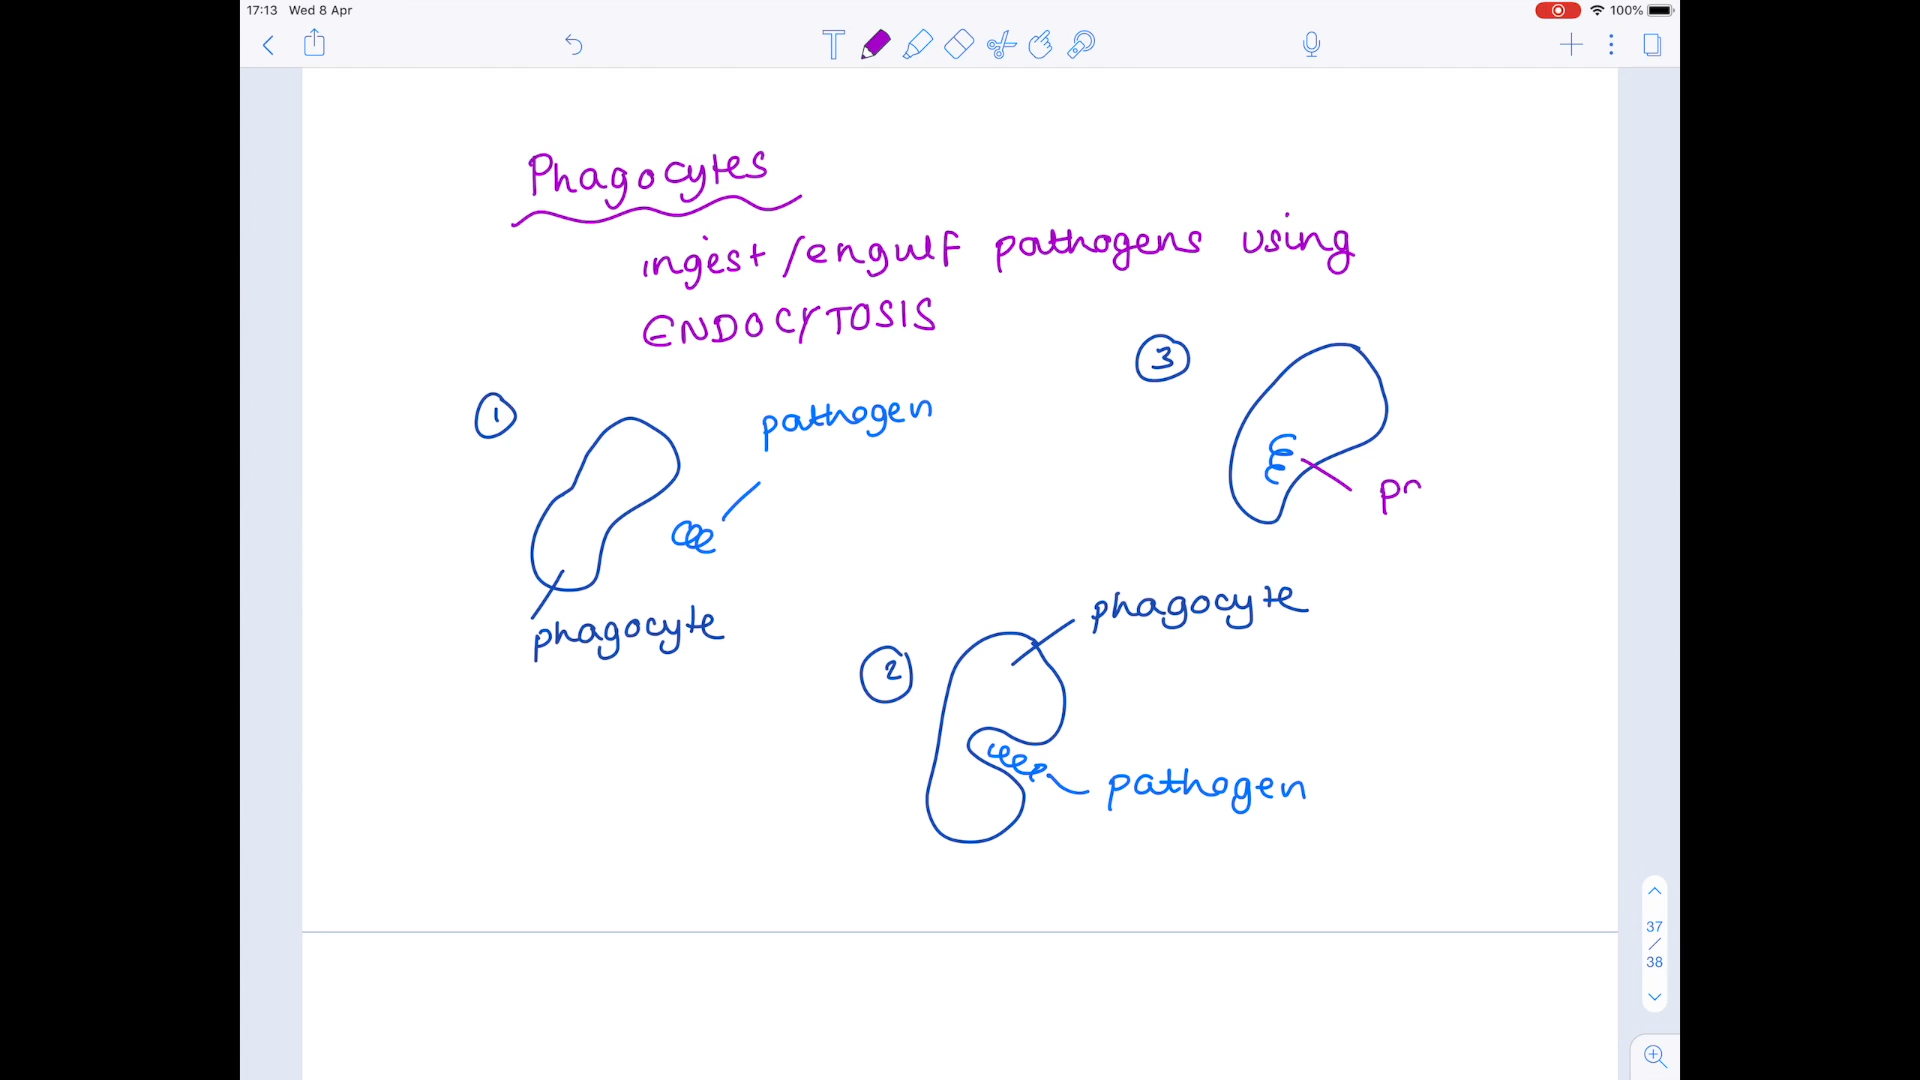 17:13 Wed 8 Apr
100%
Phagocytes
ingest/engulf pathogens using
ENDOCYTOSIS
3
1
pathogen
phagocyte
phagocyte
2
pathogen
37
/
38